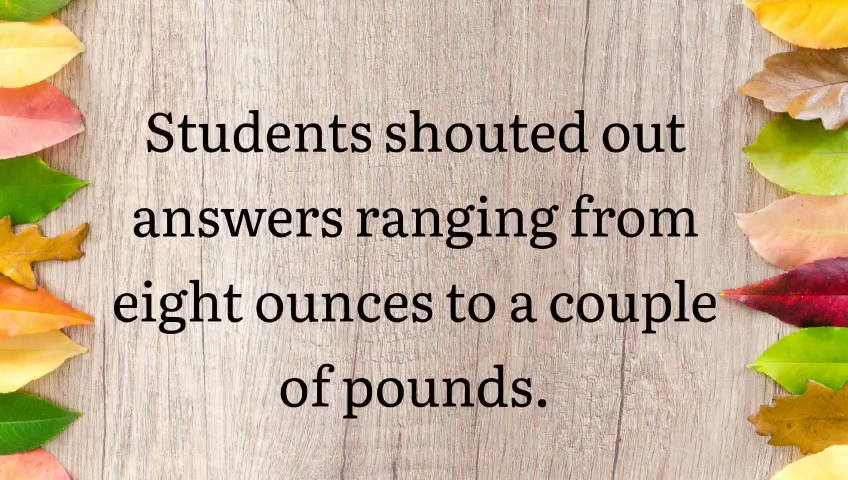 Students shouted out
answers ranging from
eight ounces to a couple
of pounds.